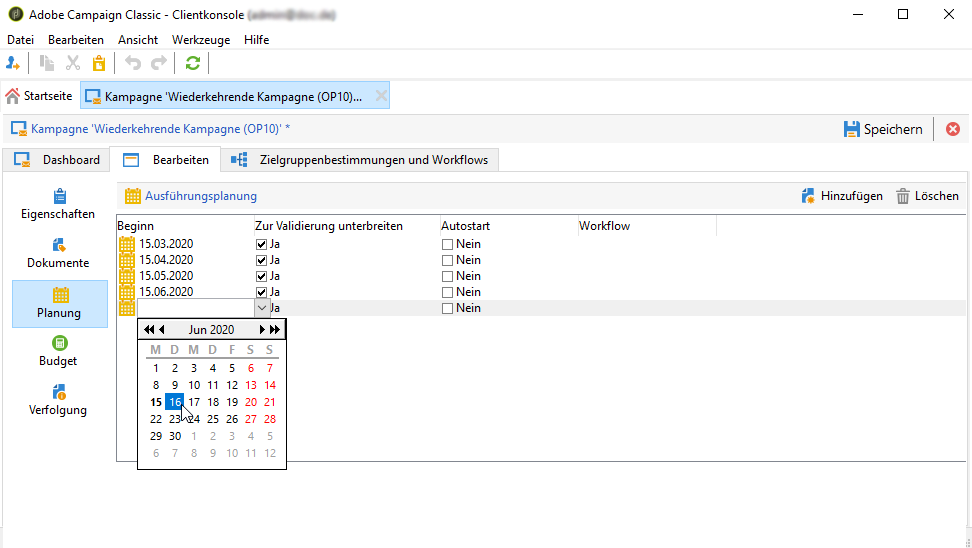 Adobe Campaign Classic - Clientkonsole
Datei Bearbeiten Ansicht Werkzeuge Hilfe
Startseite Kampagne 'Wiederkehrende Kampagne (OP10)...
Kampagne 'Wiederkehrende Kampagne (OP10)' * Speichern
Dashboard Bearbeiten Zielgruppenbestimmungen und Workflows
Eigenschaften
Dokumente
Planung
Budget
Verfolgung
Ausführungsplanung Hinzufügen Löschen
Beginn Zur Validierung unterbreiten Autostart Workflow
15.03.2020 Ja Nein
15.04.2020 Ja Nein
15.05.2020 Ja Nein
15.06.2020 Ja Nein
Ja Nein
Jun 2020
M D M D F S S
1 2 3 4 5 6 7
8 9 10 11 12 13 14
15 16 17 18 19 20 21
22 23 24 25 26 27 28
29 30 1 2 3 4 5
6 7 8 9 10 11 12